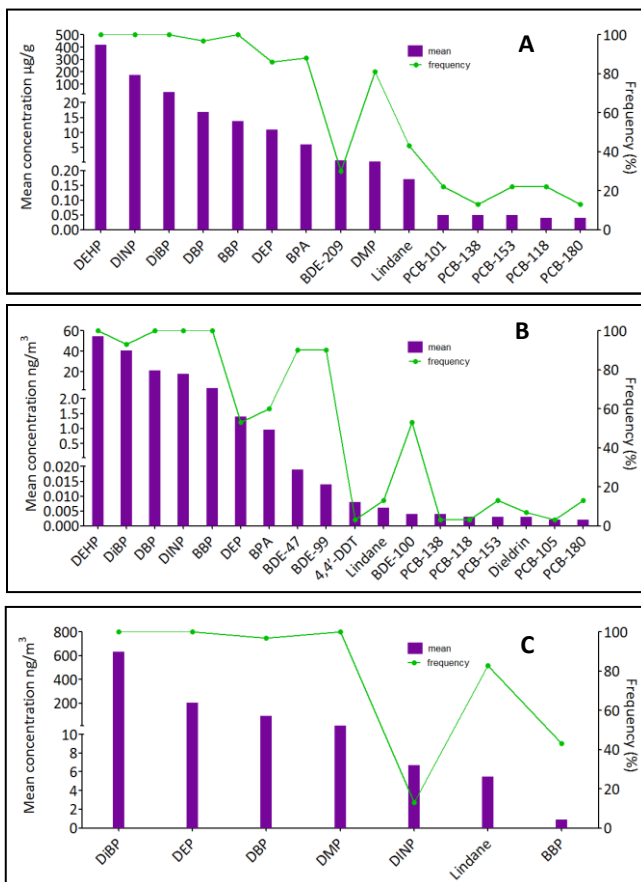 A
Mean concentration µg/g
500
400
300
200
100
20
15
10
5
0.20
0.15
0.10
0.05
0.00
mean
frequency
100
80
60
40
20
0
Frequency (%)
DEHP
DINP
DiBP
DBP
BBP
DEP
BPA
BDE-209
DMP
Lindane
PCB-101
PCB-138
PCB-153
PCB-118
PCB-180
B
Mean concentration ng/m³
60
40
20
2.0
1.5
1.0
0.5
0.020
0.015
0.010
0.005
0.000
mean
frequency
100
80
60
40
20
0
Frequency (%)
DEHP
DiBP
DBP
DINP
BBP
DEP
BPA
BDE-47
BDE-99
4,4'-DDT
Lindane
BDE-100
PCB-138
PCB-118
PCB-153
Dieldrin
PCB-105
PCB-180
C
Mean concentration ng/m³
800
600
400
200
10
8
6
4
2
0
mean
frequency
100
80
60
40
20
0
Frequency (%)
DiBP
DEP
DBP
DMP
DINP
Lindane
BBP